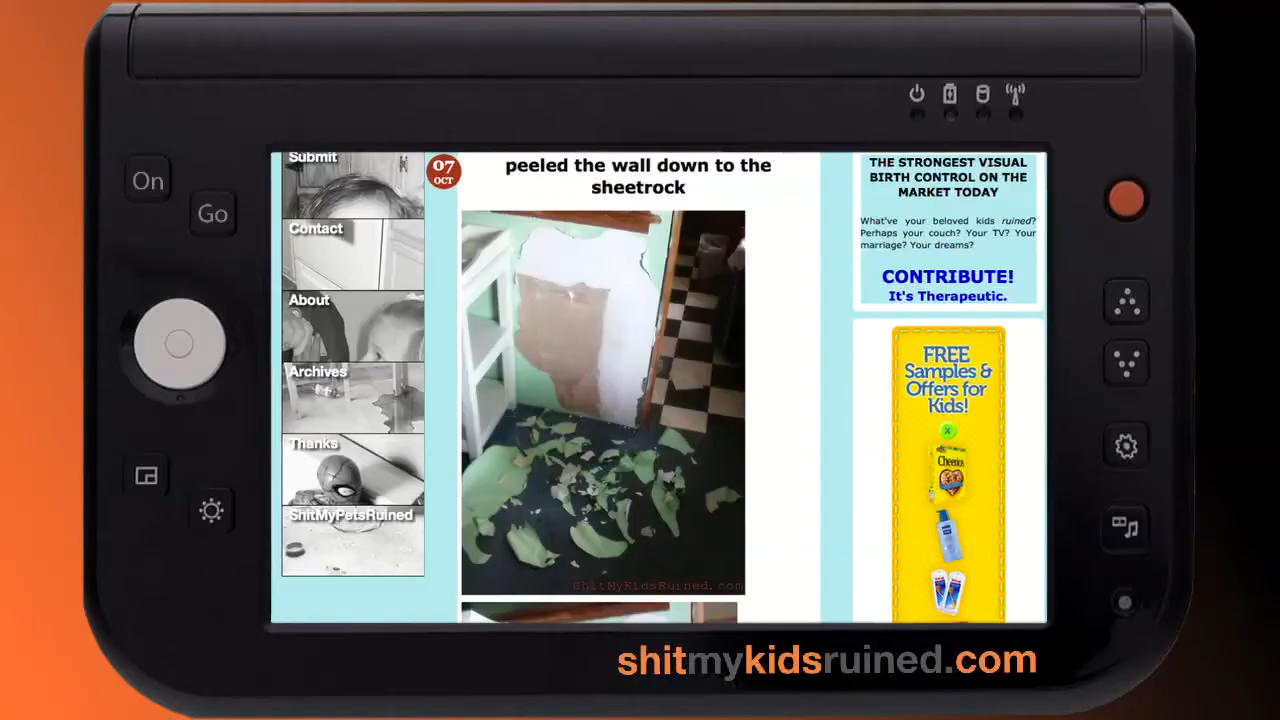 On
Go
Submit
Contact
About
Archives
Thanks
ShitMyPetsRuined
07
OCT
peeled the wall down to the
sheetrock
ShitMyKidsRuined.com
THE STRONGEST VISUAL
BIRTH CONTROL ON THE
MARKET TODAY
What've your beloved kids ruined?
Perhaps your couch? Your TV? Your
marriage? Your dreams?
CONTRIBUTE!
It's Therapeutic.
FREE
Samples &
Offers for
Kids!
Cheerios
shitmykidsruined.com